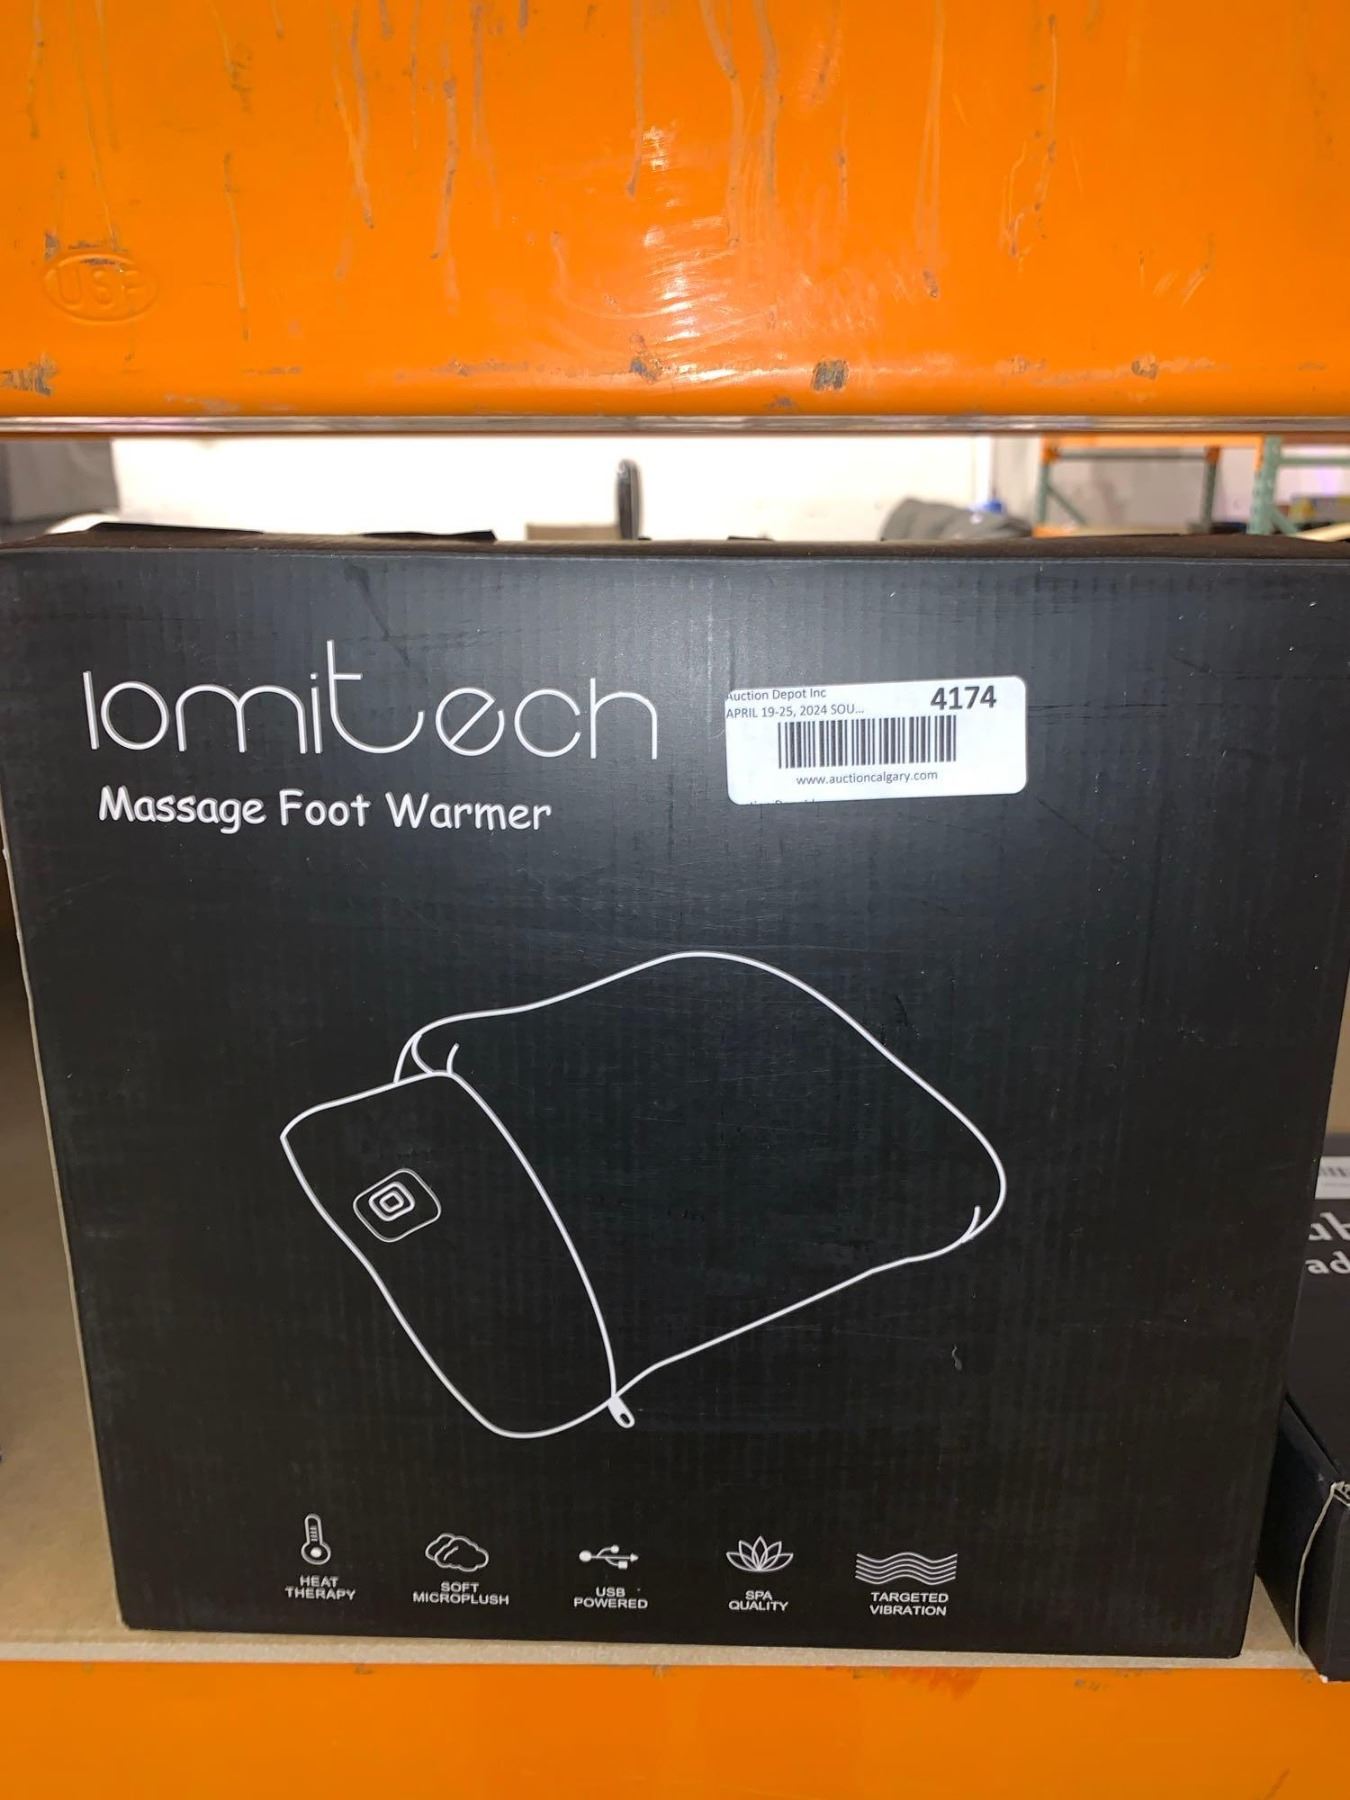 USF
lomitech
Massage Foot Warmer
Auction Depot Inc
4174
APRIL 19-25, 2024 SOU...
www.auctioncalgary.com
HEAT
THERAPY
SOFT
MICROPLUSH
USB
POWERED
SPA
QUALITY
TARGETED
VIBRATION